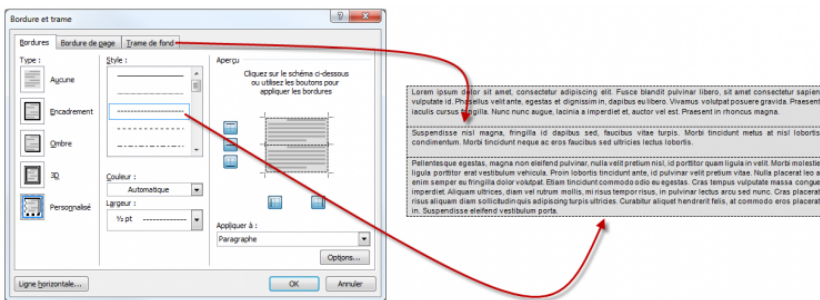 Bordure et trame
Bordures Bordure de page Trame de fond
Type :
Aucune
Encadrement
Ombre
3D
Personnalisé
Style :
Couleur :
Automatique
Largeur :
½ pt
Aperçu
Cliquez sur le schéma ci-dessous
ou utilisez les boutons pour
appliquer les bordures
Appliquer à :
Paragraphe
Options...
Ligne horizontale...
OK
Annuler
Lorem ipsum dolor sit amet, consectetur adipiscing elit. Fusce blandit pulvinar libero, sit amet consectetur sapien
vulputate id. Phasellus velit ante, egestas et dignissim in, dapibus eu libero. Vivamus volutpat posuere gravida. Praesent
iaculis cursus fringilla. Nunc nunc augue, lacinia a imperdiet et, auctor vel est. Praesent in rhoncus magna.
Suspendisse nisl magna, fringilla id dapibus sed, faucibus vitae turpis. Morbi tincidunt metus at nisl lobortis
condimentum. Morbi tincidunt neque ac eros faucibus sed ultricies lectus lobortis.
Pellentesque egestas, magna non eleifend pulvinar, nulla velit pretium nisl, id porttitor quam ligula in velit. Morbi molestie
ligula porttitor erat vestibulum vehicula. Proin lobortis tincidunt ante, id pulvinar velit pretium vitae. Nulla placerat leo a
enim semper eu fringilla dolor volutpat. Etiam tincidunt commodo odio eu egestas. Cras tempus vulputate massa congue
imperdiet. Aliquam ultrices, diam vel rutrum mollis, mi risus tempor risus, in pulvinar lectus arcu sed nunc. Cras placerat
risus aliquam diam sollicitudin quis adipiscing turpis ultricies. Curabitur aliquet hendrerit felis, at commodo eros placerat
in. Suspendisse eleifend vestibulum porta.